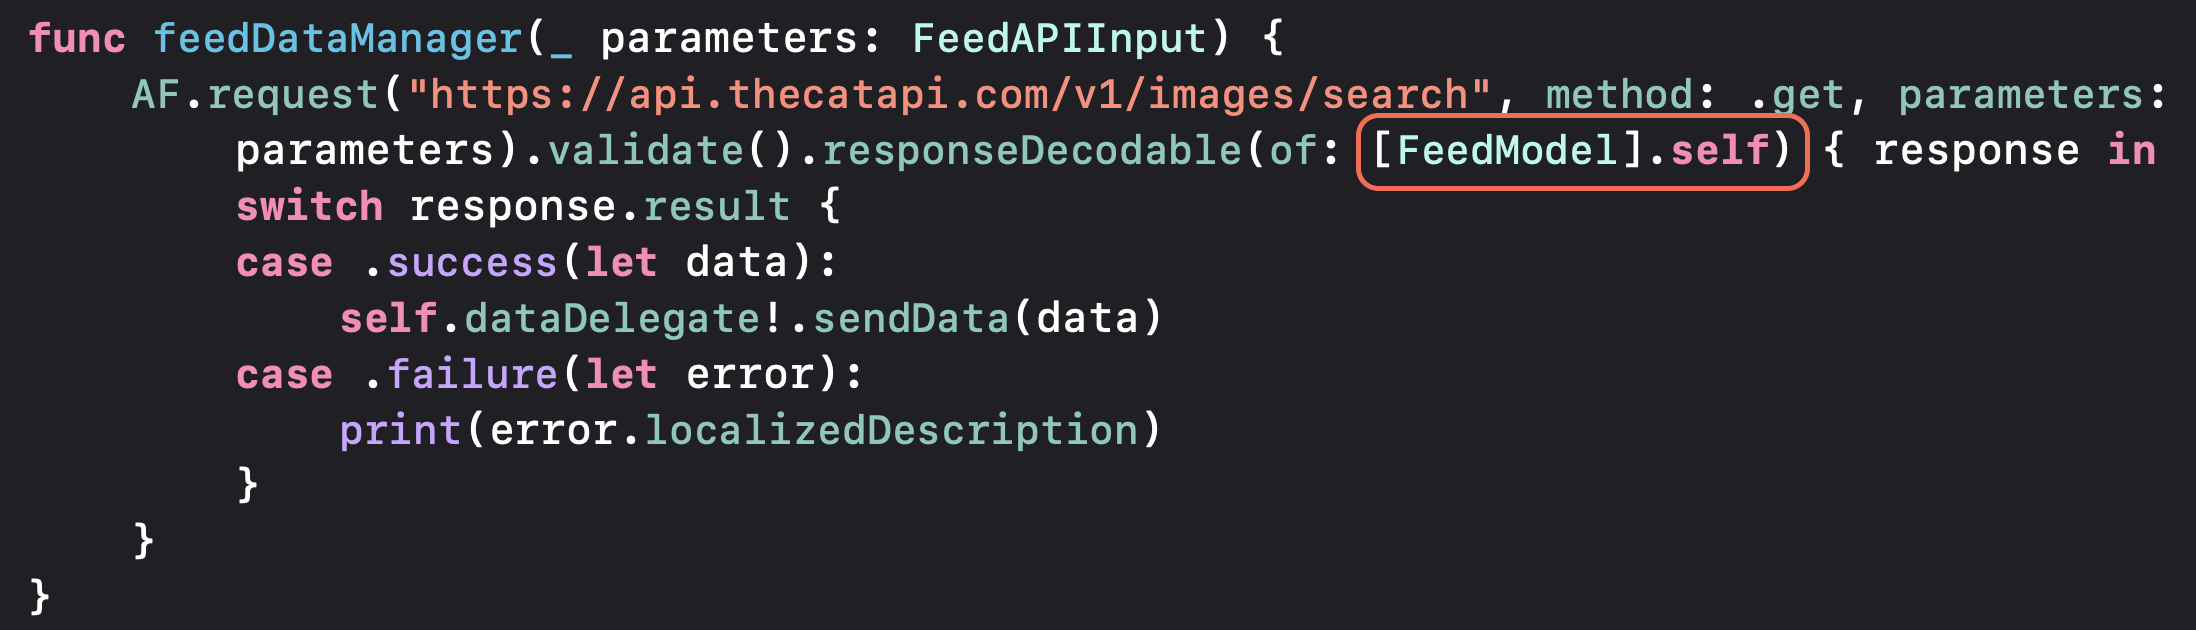 func feedDataManager(_ parameters: FeedAPIInput) {
    AF.request("https://api.thecatapi.com/v1/images/search", method: .get, parameters:
        parameters).validate().responseDecodable(of: [FeedModel].self) { response in
        switch response.result {
        case .success(let data):
            self.dataDelegate!.sendData(data)
        case .failure(let error):
            print(error.localizedDescription)
        }
    }
}